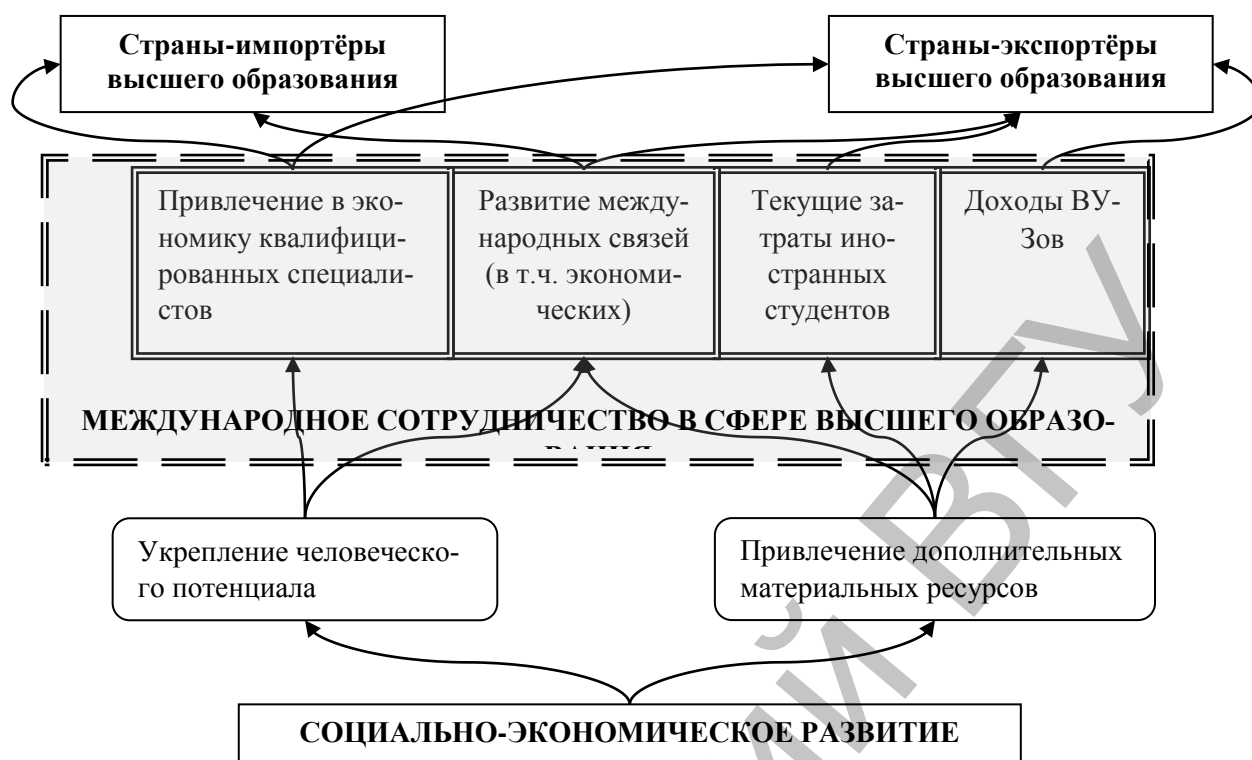 Страны-импортёры
высшего образования
Страны-экспортёры
высшего образования
Привлечение в эко-
номику квалифици-
рованных специали-
стов
Развитие между-
народных связей
(в т.ч. экономи-
ческих)
Текущие за-
траты ино-
странных
студентов
Доходы ВУ-
Зов
МЕЖДУНАРОДНОЕ СОТРУДНИЧЕСТВО В СФЕРЕ ВЫСШЕГО ОБРАЗО-
ВАНИЯ
Укрепление человеческо-
го потенциала
Привлечение дополнительных
материальных ресурсов
СОЦИАЛЬНО-ЭКОНОМИЧЕСКОЕ РАЗВИТИЕ
ВГУ